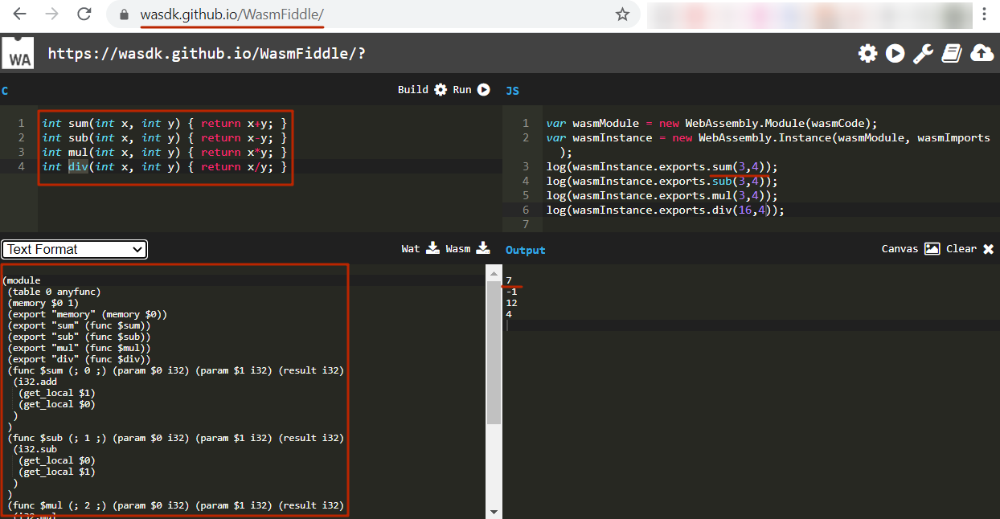 wasdk.github.io/WasmFiddle/
WA
https://wasdk.github.io/WasmFiddle/?
C
Build Run
1 int sum(int x, int y) { return x+y; }
2 int sub(int x, int y) { return x-y; }
3 int mul(int x, int y) { return x*y; }
4 int div(int x, int y) { return x/y; }
JS
1 var wasmModule = new WebAssembly.Module(wasmCode);
2 var wasmInstance = new WebAssembly.Instance(wasmModule, wasmImports
);
3 log(wasmInstance.exports.sum(3,4));
4 log(wasmInstance.exports.sub(3,4));
5 log(wasmInstance.exports.mul(3,4));
6 log(wasmInstance.exports.div(16,4));
7
Text Format
Wat Wasm
(module
(table 0 anyfunc)
(memory $0 1)
(export "memory" (memory $0))
(export "sum" (func $sum))
(export "sub" (func $sub))
(export "mul" (func $mul))
(export "div" (func $div))
(func $sum (; 0 ;) (param $0 i32) (param $1 i32) (result i32)
(i32.add
(get_local $1)
(get_local $0)
)
)
(func $sub (; 1 ;) (param $0 i32) (param $1 i32) (result i32)
(i32.sub
(get_local $0)
(get_local $1)
)
)
(func $mul (; 2 ;) (param $0 i32) (param $1 i32) (result i32)
(i32.mul
Output
Canvas Clear
7
-1
12
4